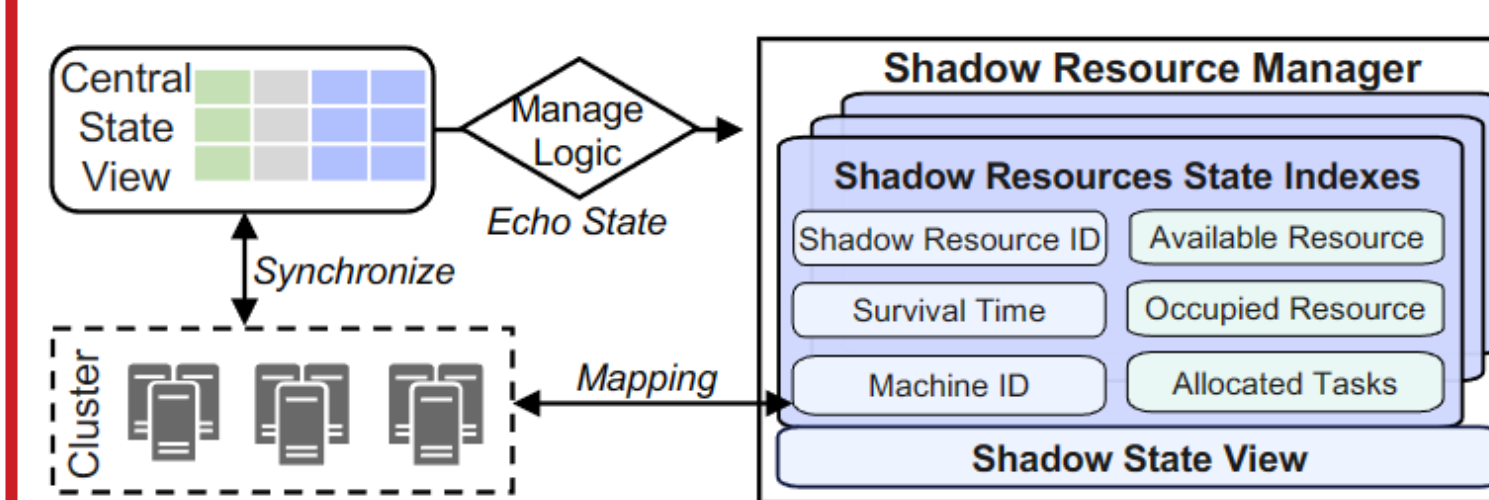 Central
State
View
Manage
Logic
Echo State
Synchronize
Cluster
Mapping
Shadow Resource Manager
Shadow Resources State Indexes
Shadow Resource ID
Available Resource
Survival Time
Occupied Resource
Machine ID
Allocated Tasks
Shadow State View